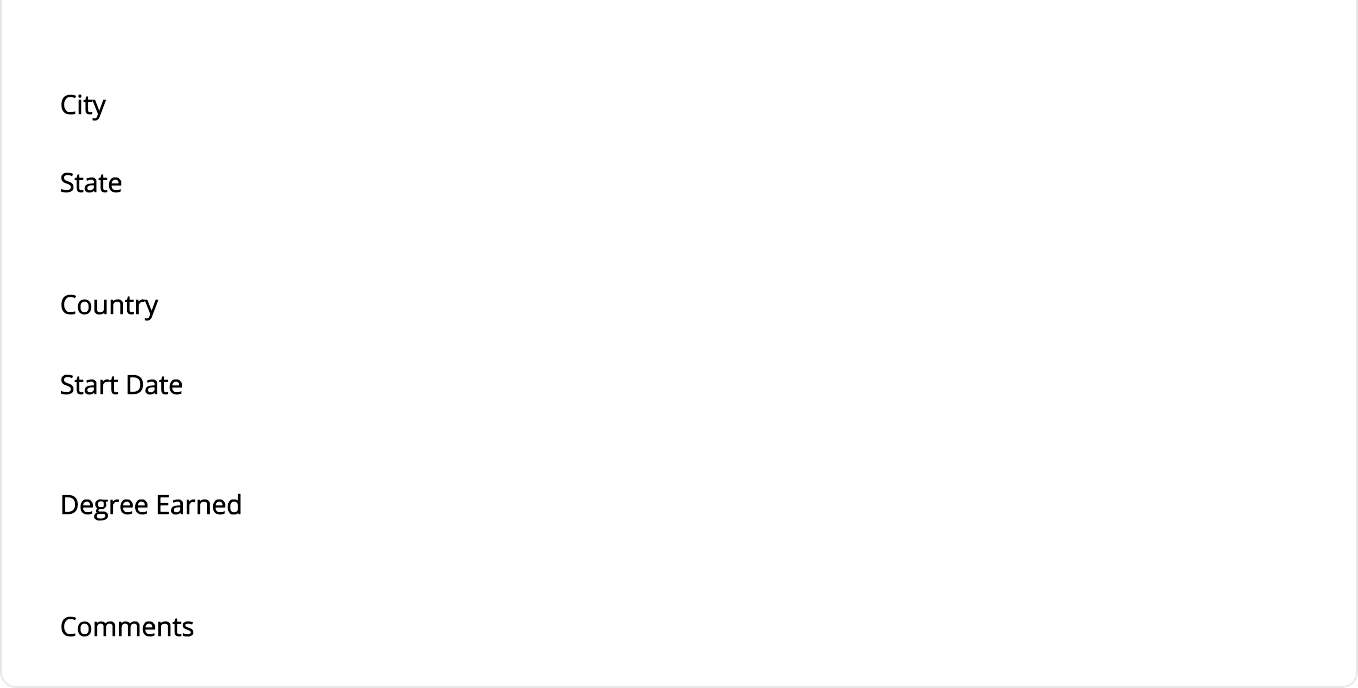 City
State
Country
Start Date
Degree Earned
Comments